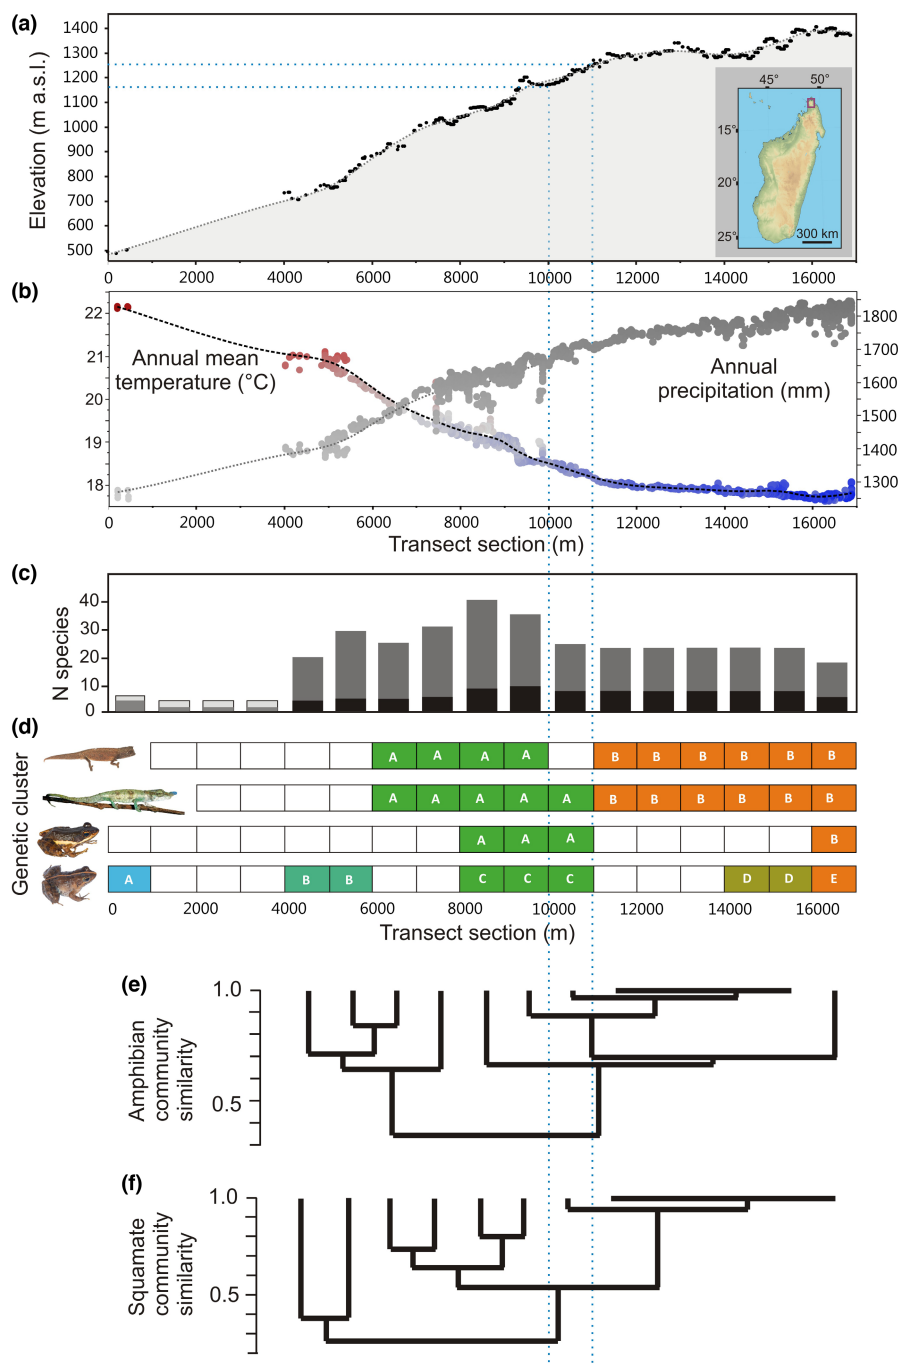 (a)
Elevation (m a.s.l.)
1400
1300
1200
1100
1000
900
800
700
600
500
45° 50°
15°
20°
25°
300 km
0 2000 4000 6000 8000 10000 12000 14000 16000
(b)
22
21
20
19
18
Annual mean
temperature (°C)
Annual
precipitation (mm)
1800
1700
1600
1500
1400
1300
0 2000 4000 6000 8000 10000 12000 14000 16000
Transect section (m)
(c)
N species
40
30
20
10
0
(d)
Genetic cluster
A A A A B B B B B B
A A A A A B B B B B B
A A A B
A B B C C C D D E
0 2000 4000 6000 8000 10000 12000 14000 16000
Transect section (m)
(e)
Amphibian
community
similarity
1.0
0.5
(f)
Squamate
community
similarity
1.0
0.5